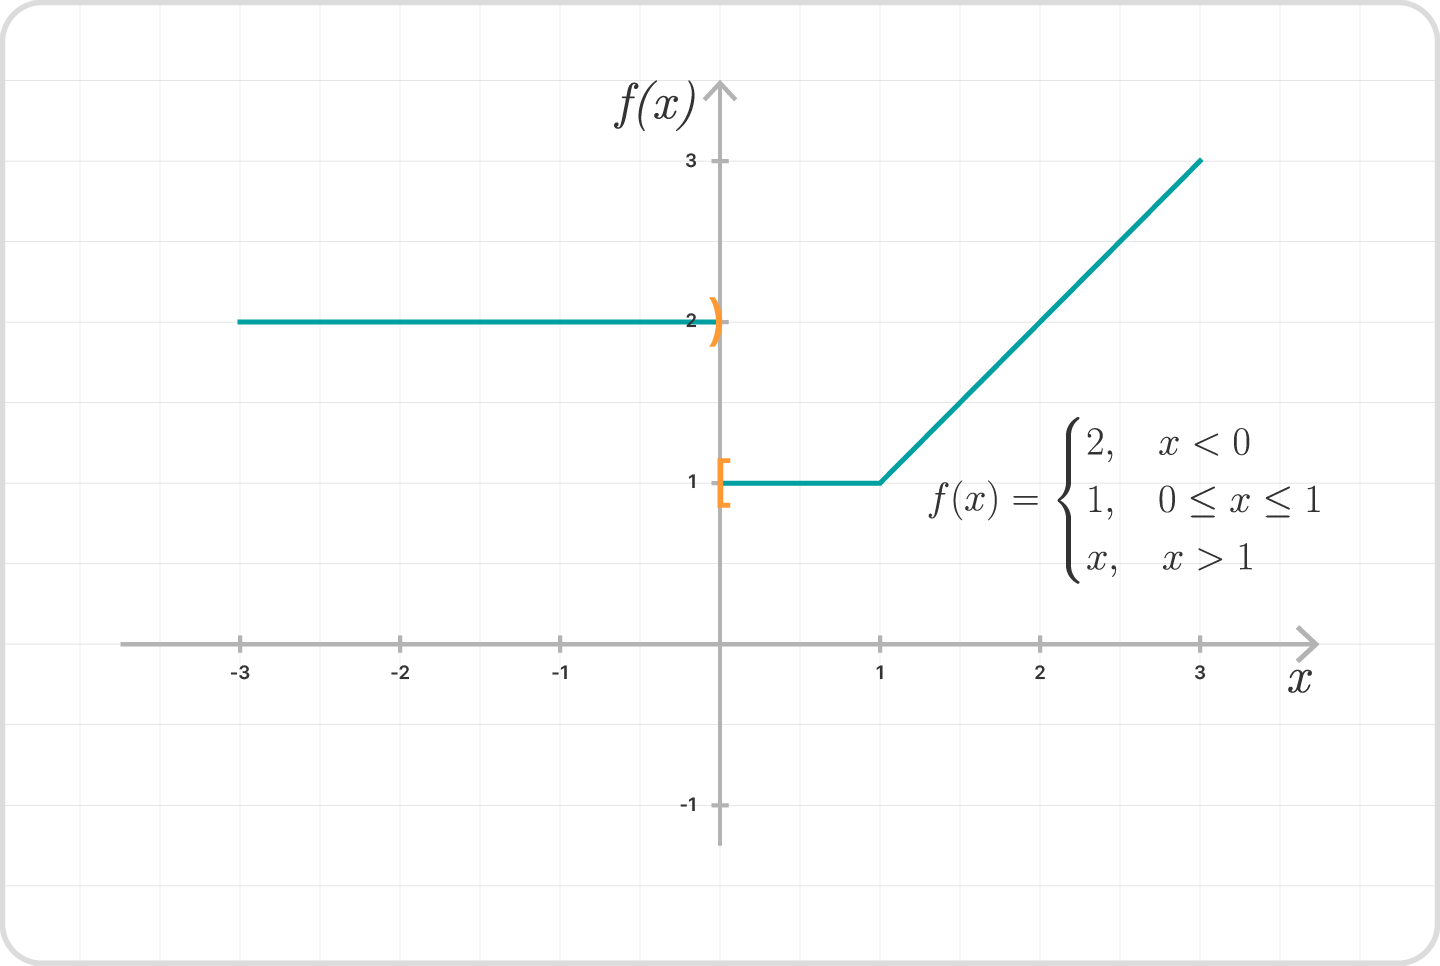 f(x)
3
2
1
f(x) = { 2, x < 0
1, 0 ≤ x ≤ 1
x, x > 1
-3 -2 -1 1 2 3
x
-1